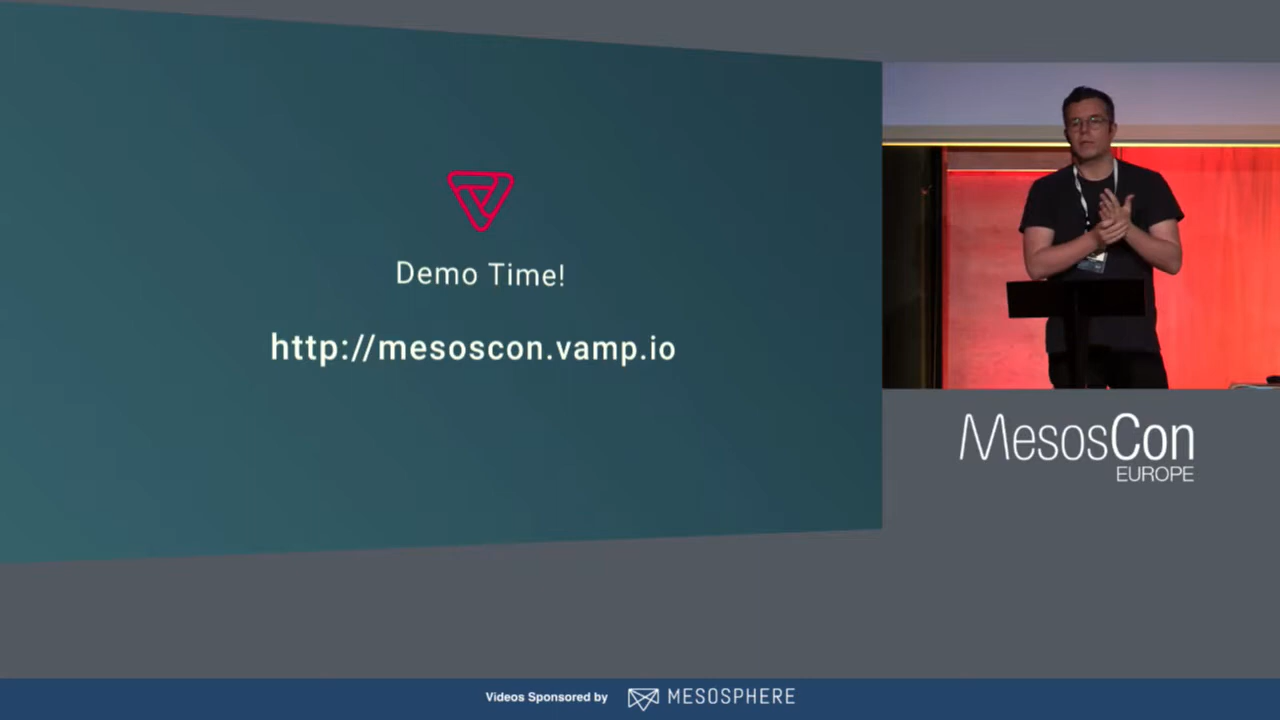 Demo Time!
http://mesoscon.vamp.io
MesosCon
EUROPE
Videos Sponsored by MESOSPHERE